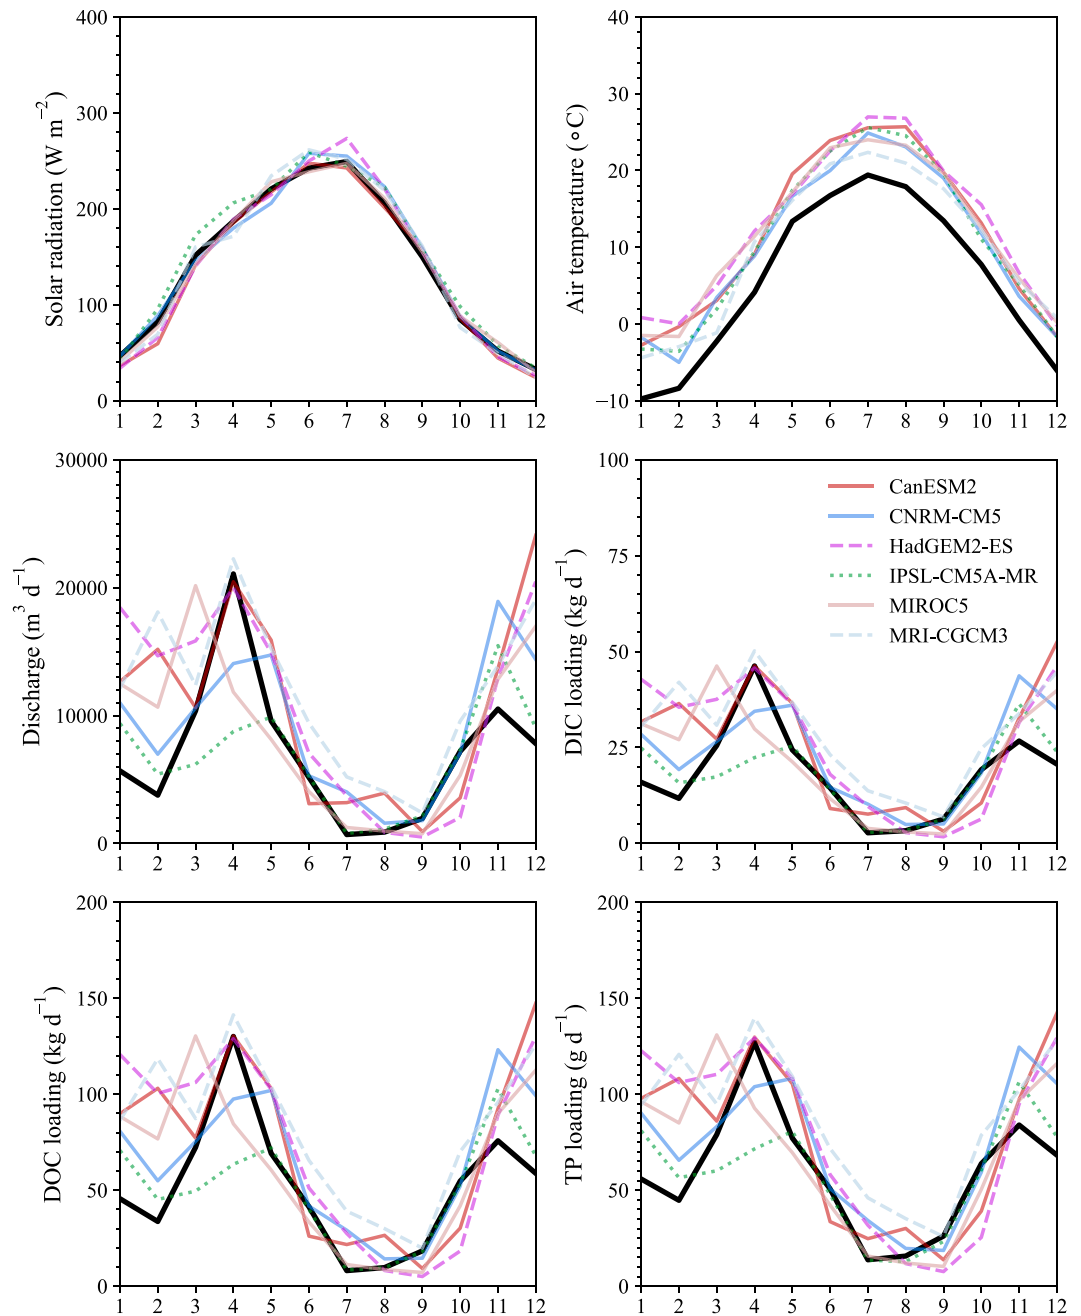 Solar radiation (W m−2)
400
300
200
100
0
1 2 3 4 5 6 7 8 9 10 11 12
Air temperature (∘C)
40
30
20
10
0
−10
1 2 3 4 5 6 7 8 9 10 11 12
Discharge (m3 d−1)
30000
20000
10000
0
1 2 3 4 5 6 7 8 9 10 11 12
DIC loading (kg d−1)
100
75
50
25
0
1 2 3 4 5 6 7 8 9 10 11 12
CanESM2
CNRM-CM5
HadGEM2-ES
IPSL-CM5A-MR
MIROC5
MRI-CGCM3
DOC loading (kg d−1)
200
150
100
50
0
1 2 3 4 5 6 7 8 9 10 11 12
TP loading (g d−1)
200
150
100
50
0
1 2 3 4 5 6 7 8 9 10 11 12